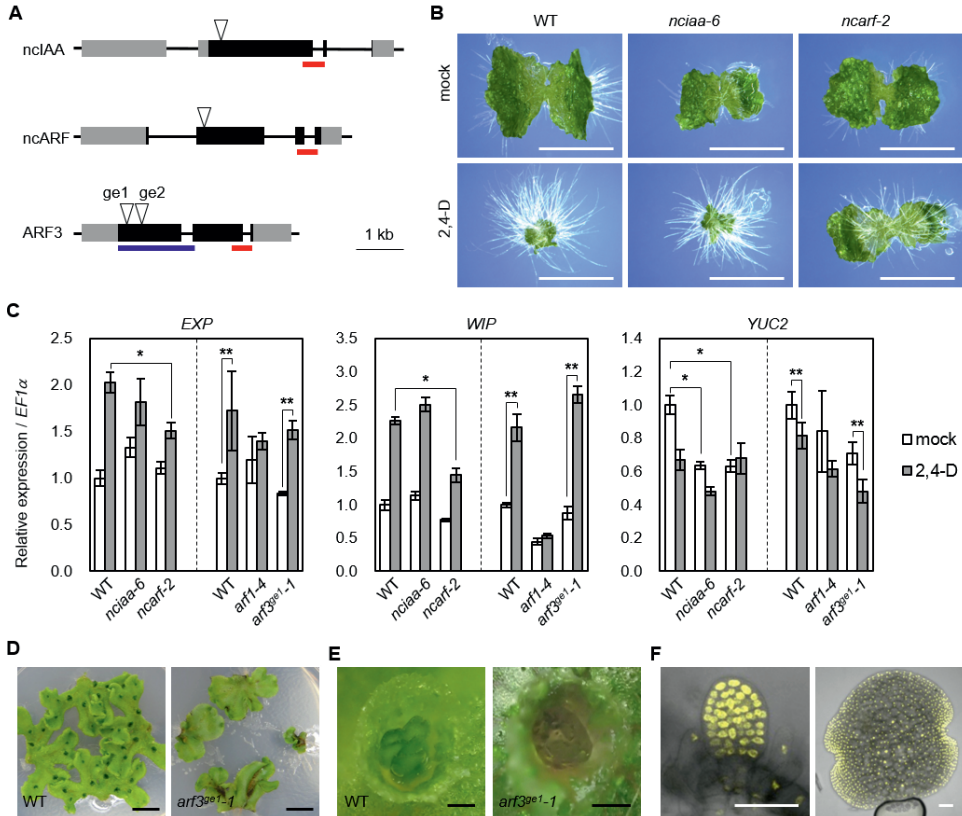 A
ncIAA
ncARF
ge1 ge2
ARF3
1 kb
B
WT nciaa-6 ncarf-2
mock
2,4-D
C
EXP
WIP
YUC2
Relative expression / EF1α
2.5
2.0
1.5
1.0
0.5
0.0
* ** **
WT nciaa-6 ncarf-2 WT arf1-4 arf3ge1-1
3.5
3.0
2.5
2.0
1.5
1.0
0.5
0.0
* ** **
WT nciaa-6 ncarf-2 WT arf1-4 arf3ge1-1
1.4
1.2
1.0
0.8
0.6
0.4
0.2
0.0
* * ** **
WT nciaa-6 ncarf-2 WT arf1-4 arf3ge1-1
mock
2,4-D
D
WT
arf3ge1-1
E
WT
arf3ge1-1
F